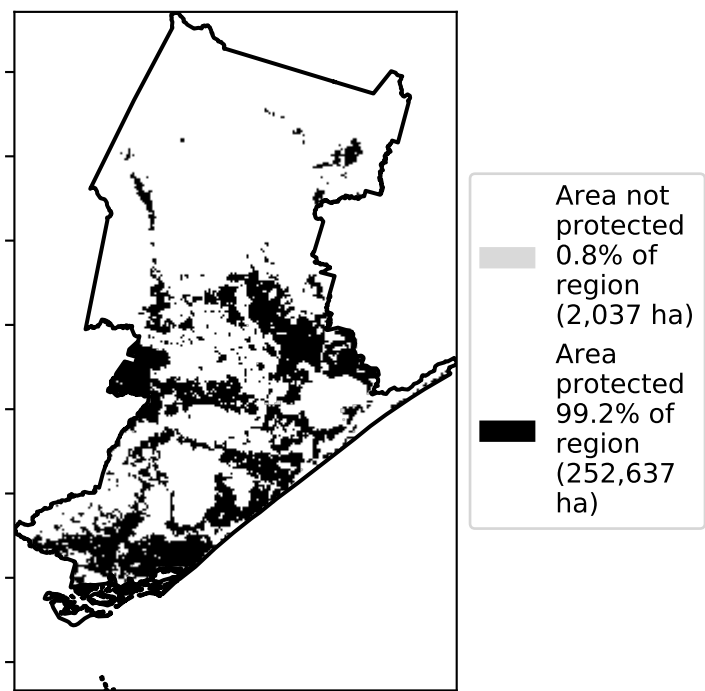 Area not
protected
0.8% of
region
(2,037 ha)
Area
protected
99.2% of
region
(252,637
ha)